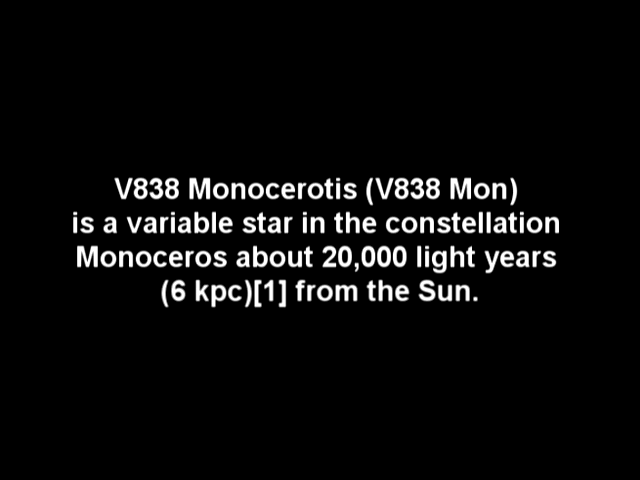 V838 Monocerotis (V838 Mon)
is a variable star in the constellation
Monoceros about 20,000 light years
(6 kpc)[1] from the Sun.